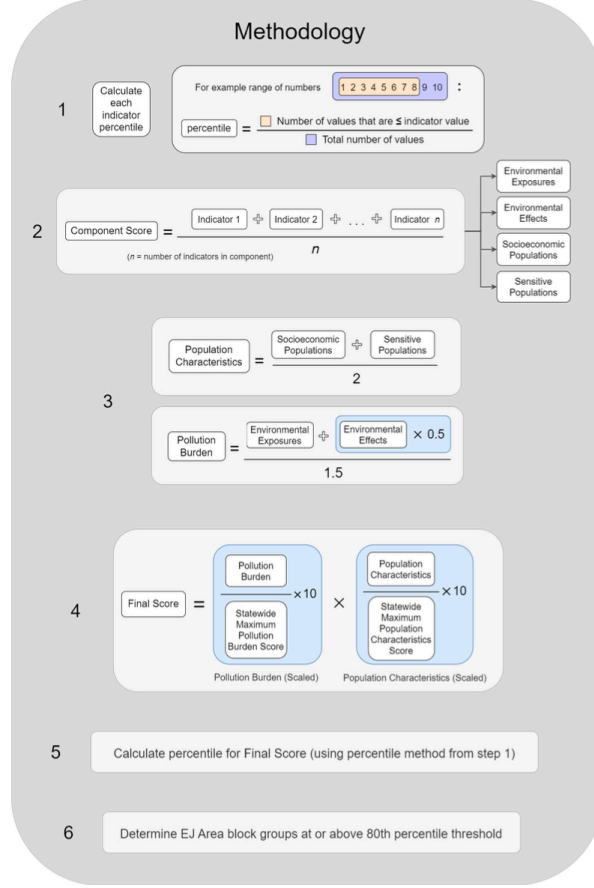 Methodology
1
Calculate
each
indicator
percentile
For example range of numbers 1 2 3 4 5 6 7 8 9 10 :
percentile = Number of values that are ≤ indicator value
Total number of values
2
Component Score = Indicator 1 + Indicator 2 + . . . + Indicator n
n
(n = number of indicators in component)
Environmental
Exposures
Environmental
Effects
Socioeconomic
Populations
Sensitive
Populations
3
Population
Characteristics
=
Socioeconomic
Populations
+
Sensitive
Populations
2
Pollution
Burden
=
Environmental
Exposures
+
Environmental
Effects
× 0.5
1.5
4
Final Score =
Pollution
Burden
×10
Statewide
Maximum
Pollution
Burden Score
Pollution Burden (Scaled)
×
Population
Characteristics
×10
Statewide
Maximum
Population
Characteristics
Score
Population Characteristics (Scaled)
5
Calculate percentile for Final Score (using percentile method from step 1)
6
Determine EJ Area block groups at or above 80th percentile threshold